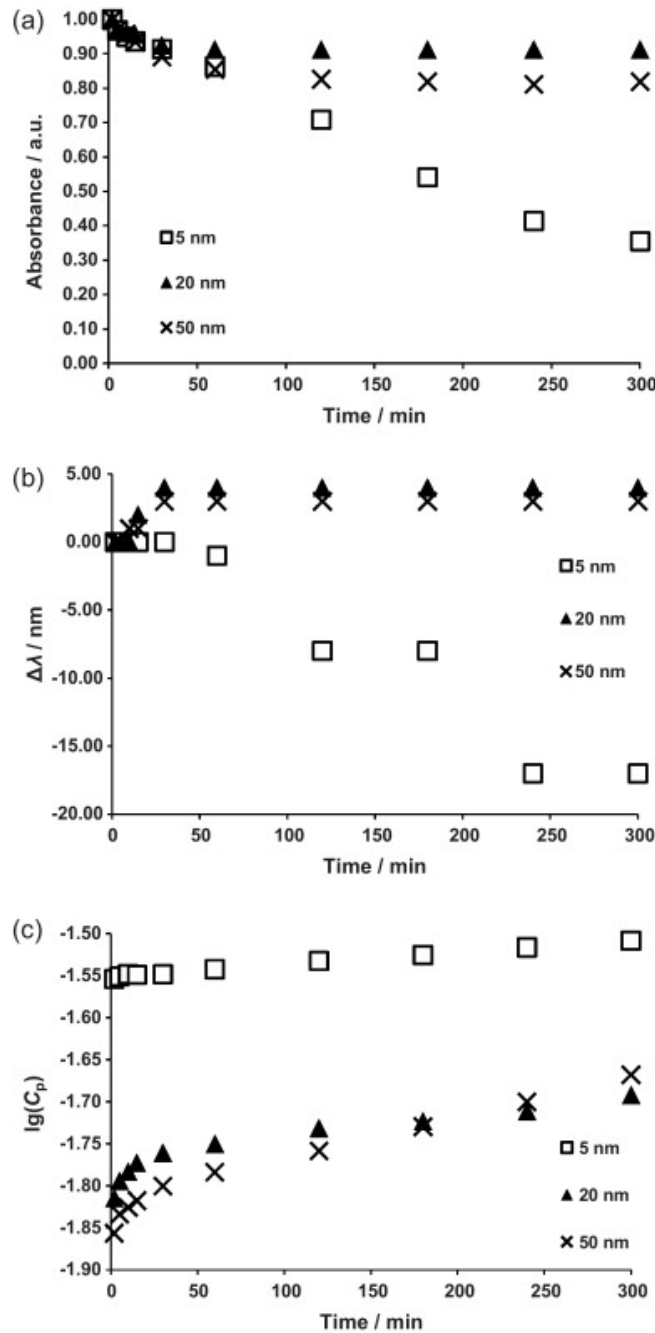 (a)
1.00
0.90
0.80
0.70
0.60
0.50
0.40
0.30
0.20
0.10
0.00
Absorbance / a.u.
5 nm
20 nm
50 nm
0 50 100 150 200 250 300
Time / min
(b)
5.00
0.00
-5.00
-10.00
-15.00
-20.00
Δλ / nm
5 nm
20 nm
50 nm
0 50 100 150 200 250 300
Time / min
(c)
-1.50
-1.55
-1.60
-1.65
-1.70
-1.75
-1.80
-1.85
-1.90
lg(Cp)
5 nm
20 nm
50 nm
0 50 100 150 200 250 300
Time / min